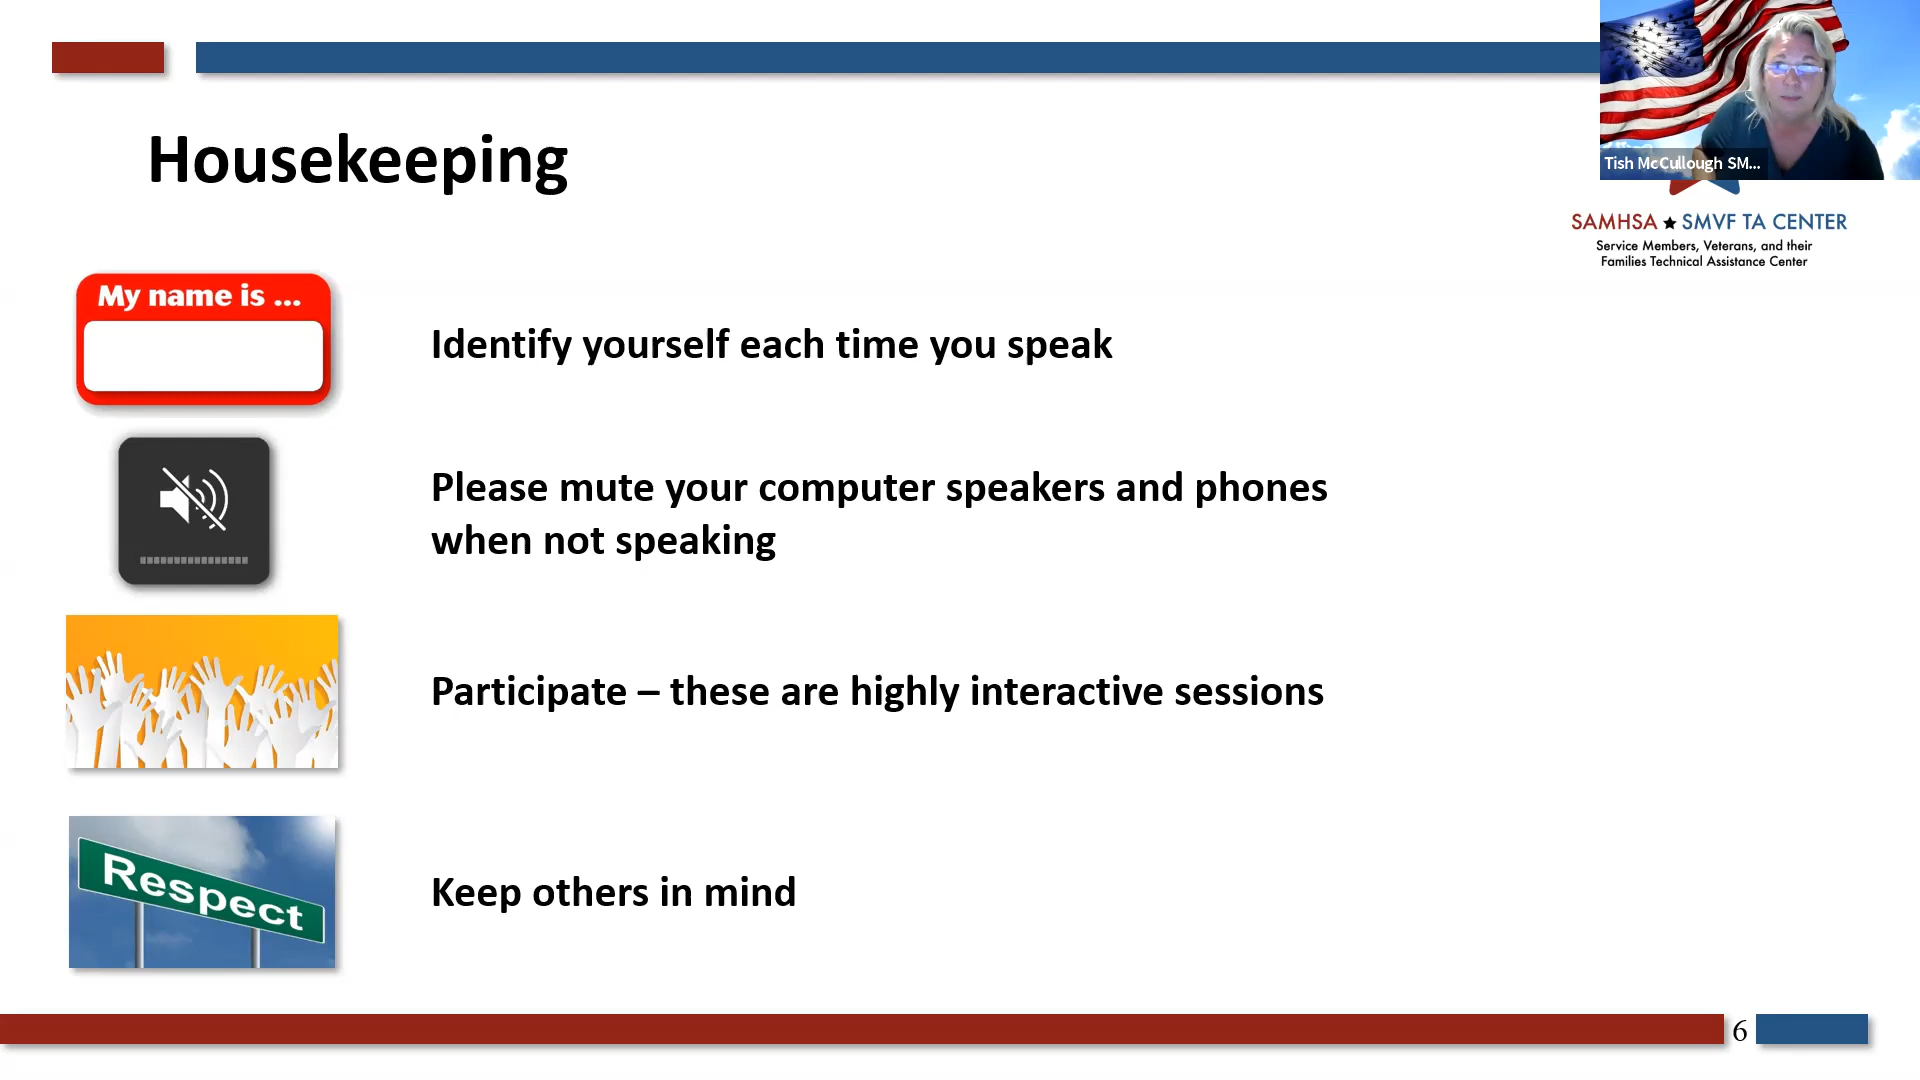 Housekeeping
Tish McCullough SM...
SAMHSA ★ SMVF TA CENTER
Service Members, Veterans, and their
Families Technical Assistance Center
My name is ...
Identify yourself each time you speak
Please mute your computer speakers and phones
when not speaking
Participate – these are highly interactive sessions
Respect
Keep others in mind
6